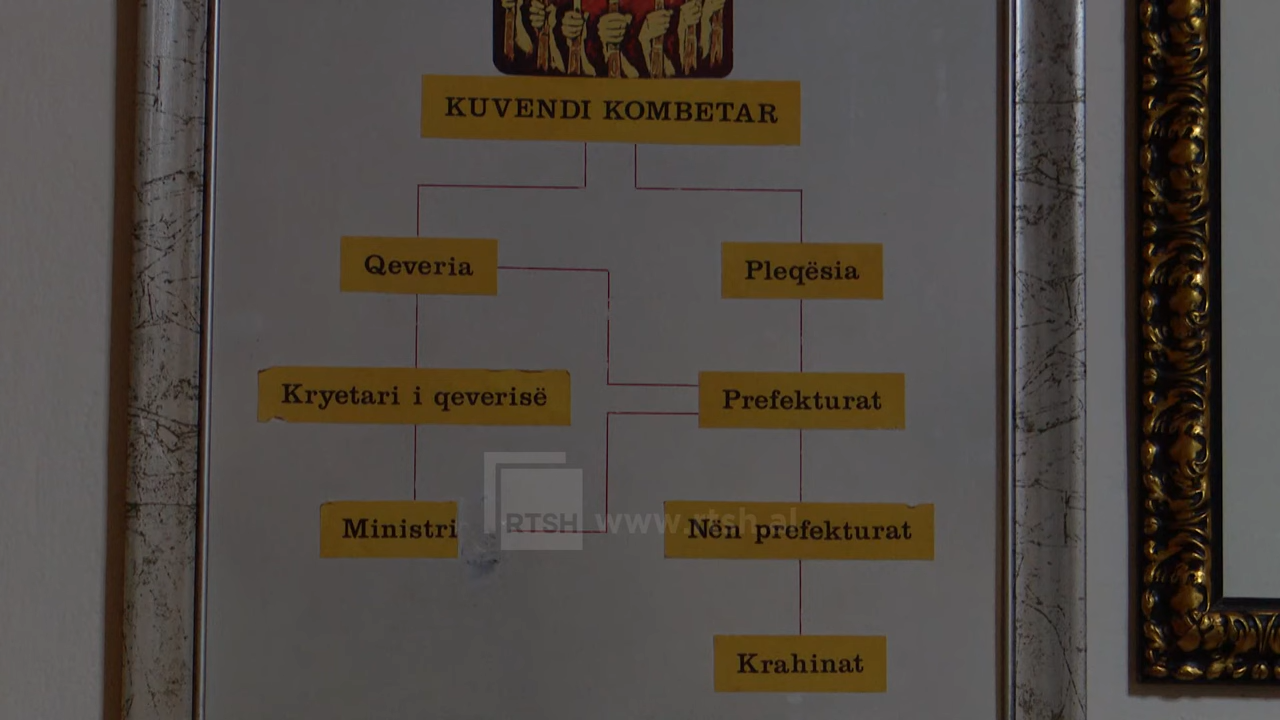 KUVENDI KOMBETAR
Qeveria
Pleqësia
Kryetari i qeverisë
Prefekturat
Ministri
Nën prefekturat
RTSH www.rtsh.al
Krahinat